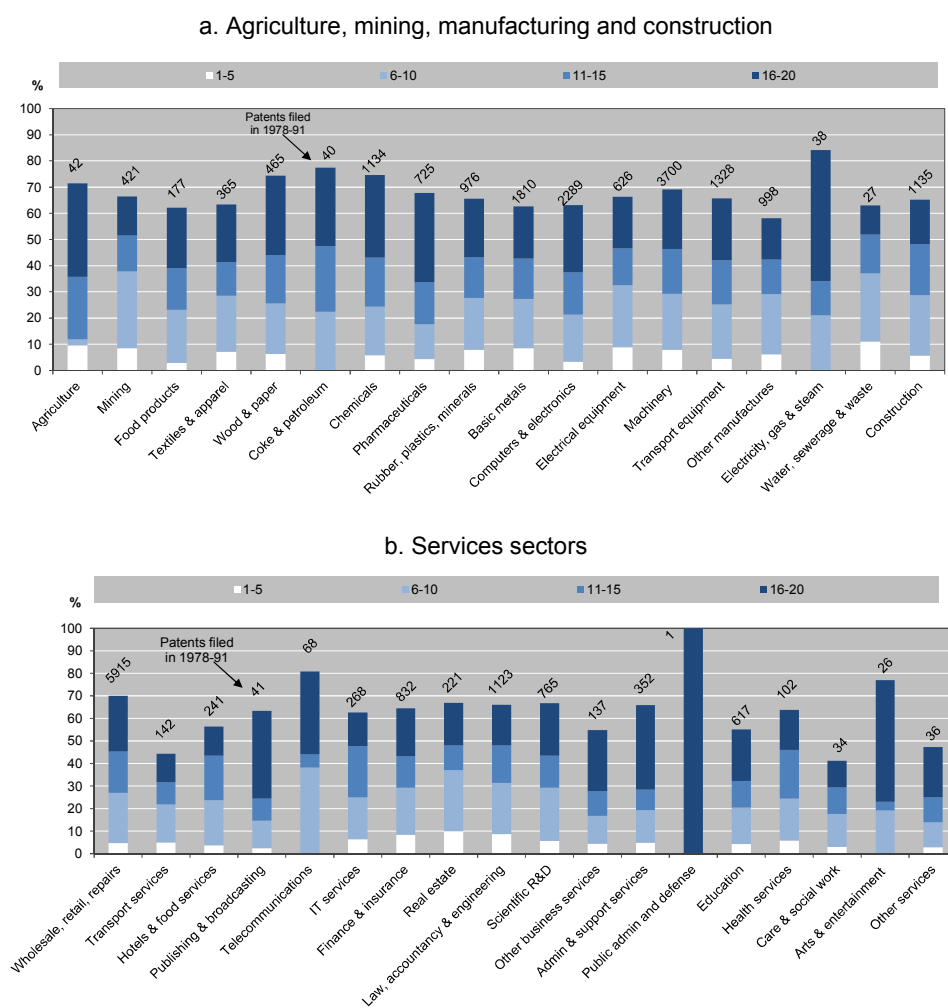 a. Agriculture, mining, manufacturing and construction
1-5 6-10 11-15 16-20
%
100
90
80
70
60
50
40
30
20
10
0
Patents filed
in 1978-91
42 421 177 365 465 40 1134 725 976 1810 2289 626 3700 1328 998 38 27 1135
Agriculture
Mining
Food products
Textiles & apparel
Wood & paper
Coke & petroleum
Chemicals
Pharmaceuticals
Rubber, plastics, minerals
Basic metals
Computers & electronics
Electrical equipment
Machinery
Transport equipment
Other manufactures
Electricity, gas & steam
Water, sewerage & waste
Construction
b. Services sectors
1-5 6-10 11-15 16-20
%
100
90
80
70
60
50
40
30
20
10
0
Patents filed
in 1978-91
5915 142 241 41 68 268 832 221 1123 765 137 352 1 617 102 34 26 36
Wholesale, retail, repairs
Transport services
Hotels & food services
Publishing & broadcasting
Telecommunications
IT services
Finance & insurance
Real estate
Law, accountancy & engineering
Scientific R&D
Other business services
Admin & support services
Public admin and defense
Education
Health services
Care & social work
Arts & entertainment
Other services